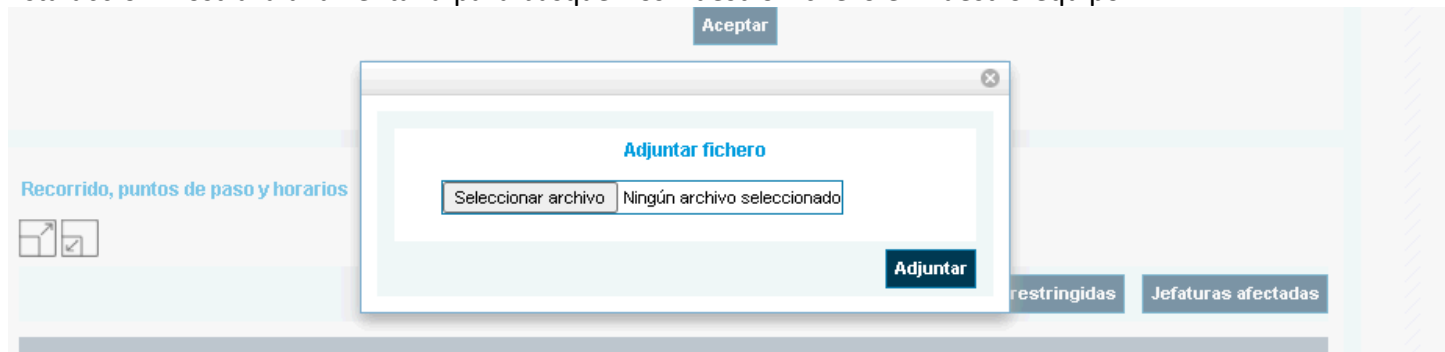 Aceptar
Adjuntar fichero
Recorrido, puntos de paso y horarios
Seleccionar archivo Ningún archivo seleccionado
Adjuntar
restringidas Jefaturas afectadas